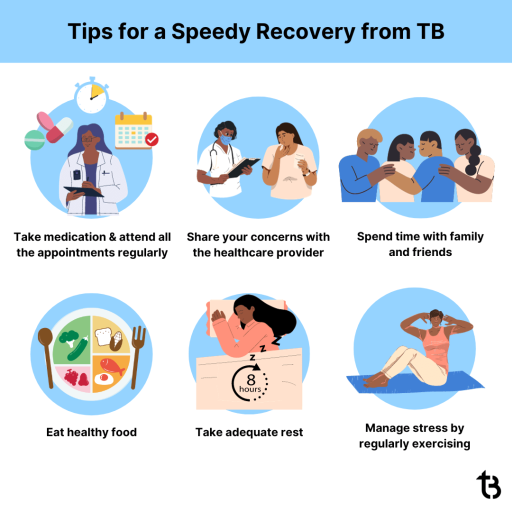 Tips for a Speedy Recovery from TB
Take medication & attend all
the appointments regularly
Share your concerns with
the healthcare provider
Spend time with family
and friends
z z z
8
hours
Eat healthy food
Take adequate rest
Manage stress by
regularly exercising
tB